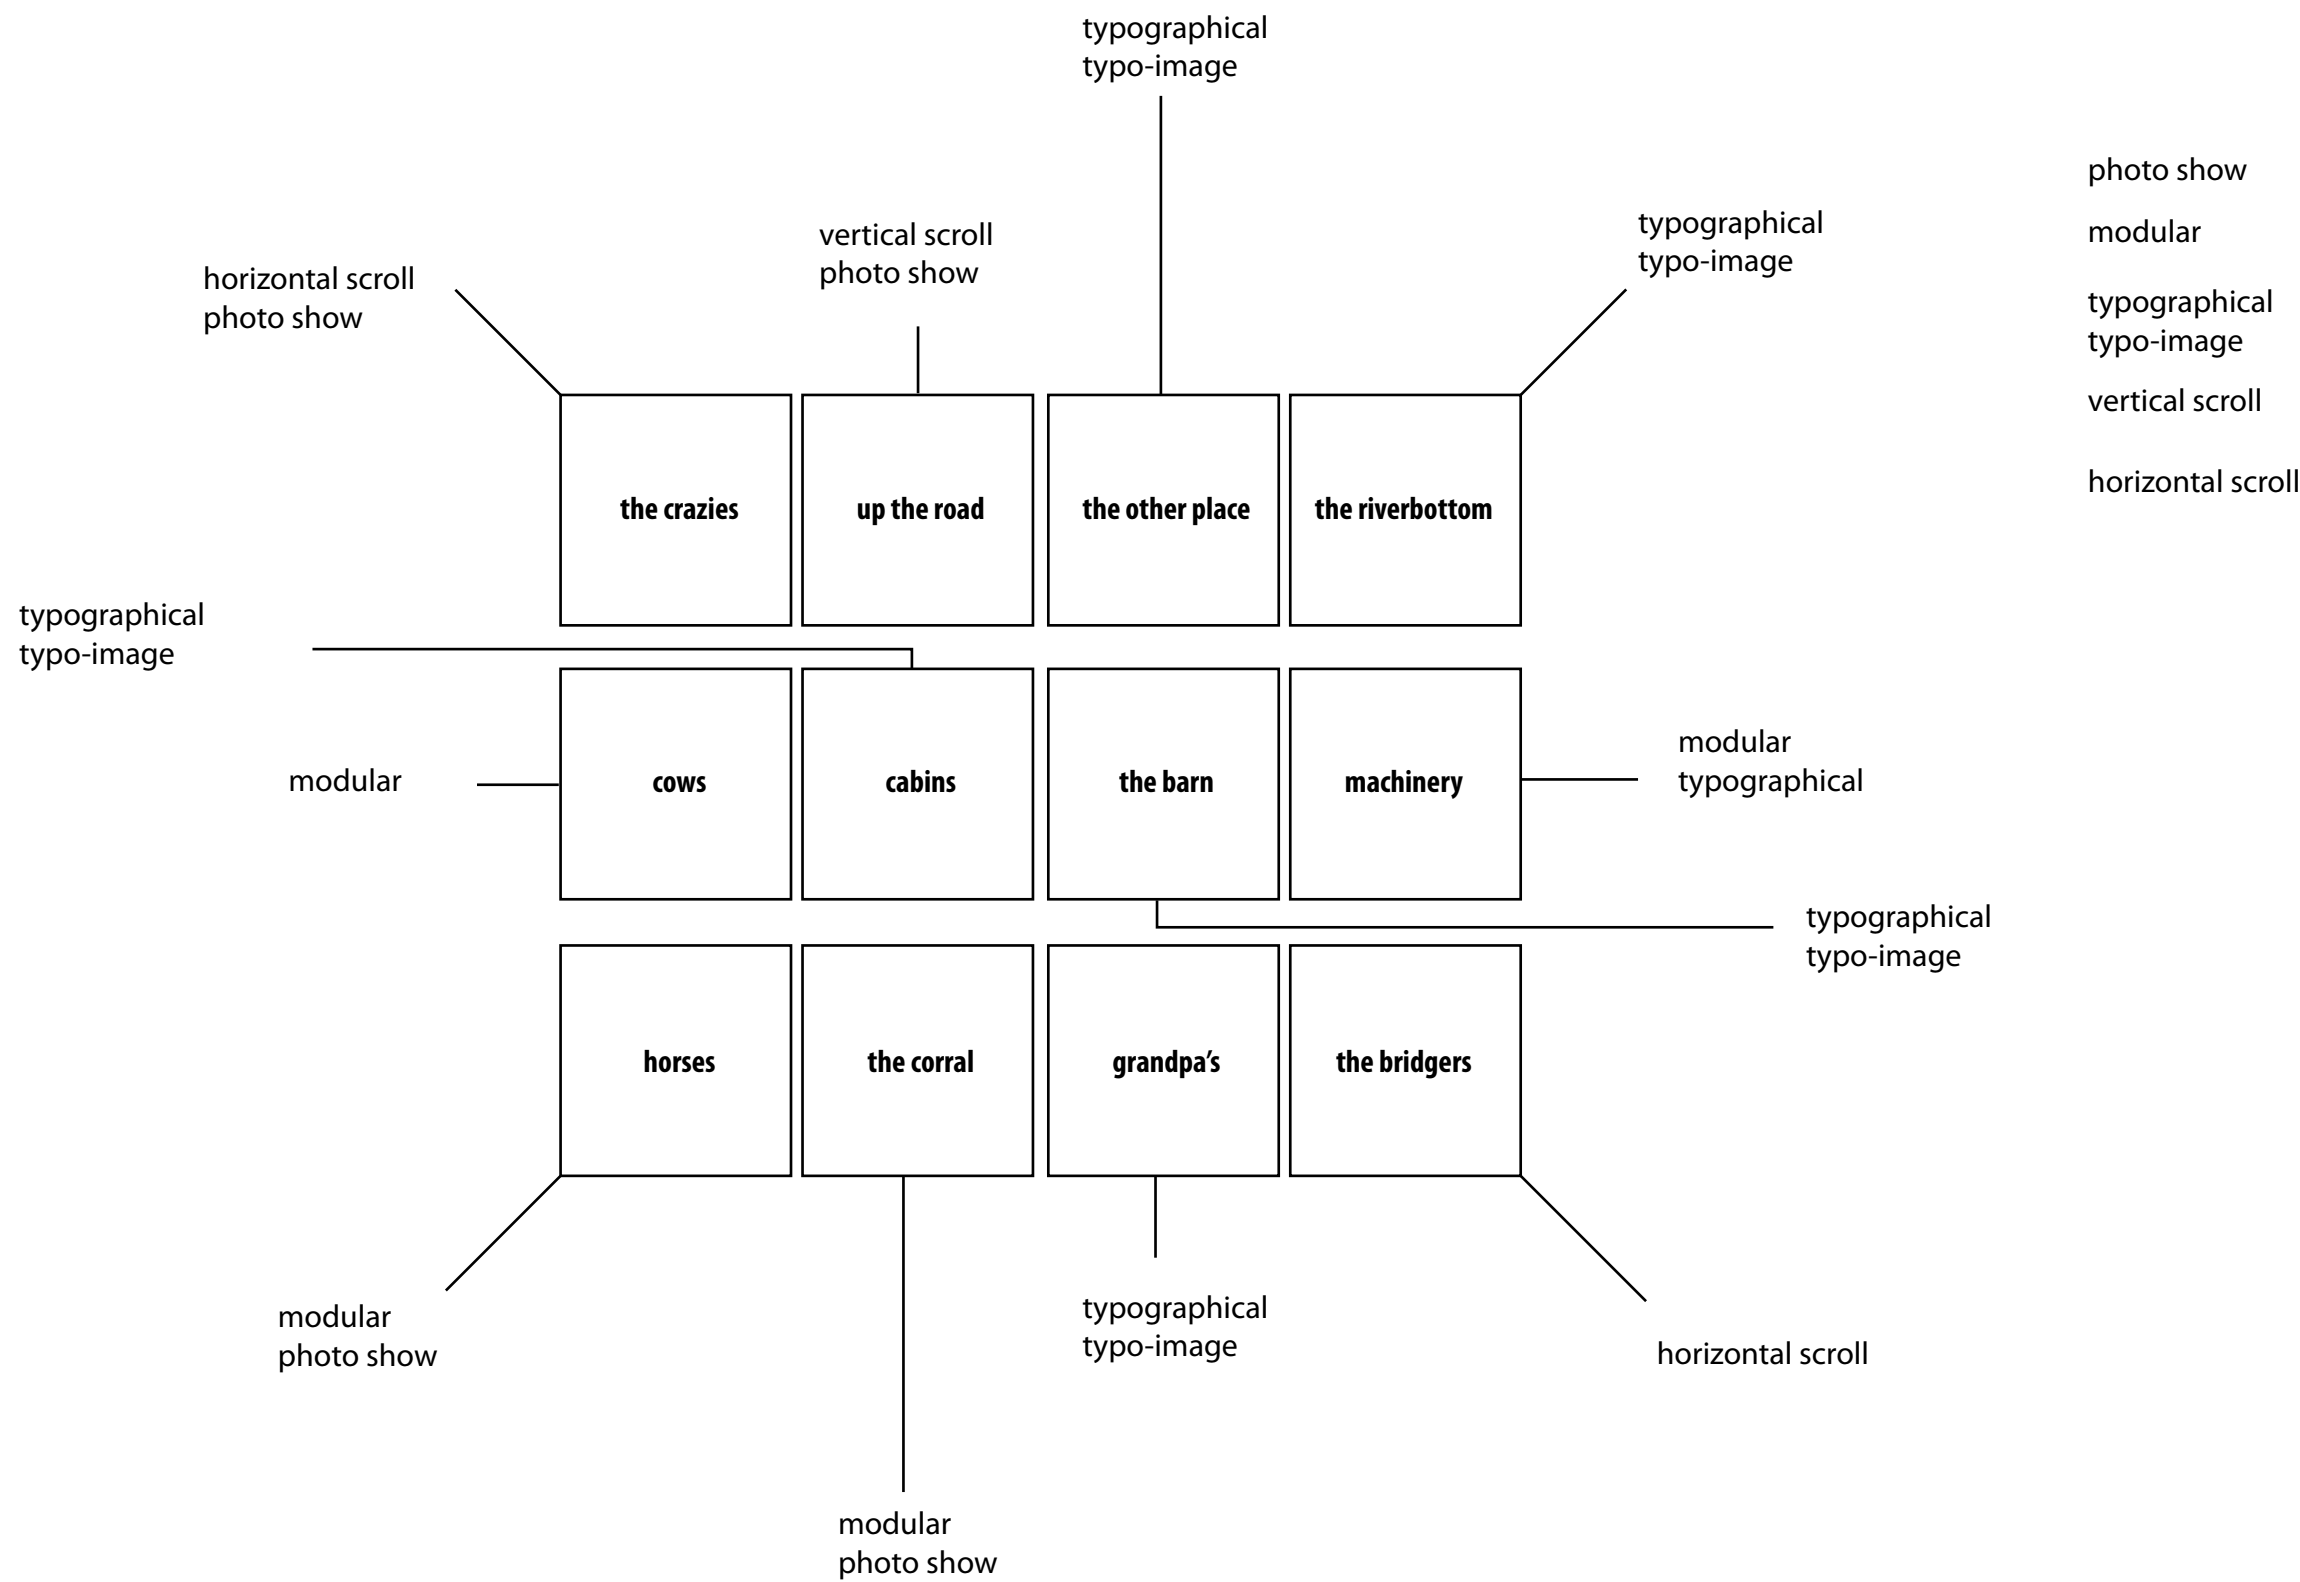 typographical
typo-image
photo show
modular
typographical
typo-image
vertical scroll
horizontal scroll
vertical scroll
photo show
typographical
typo-image
horizontal scroll
photo show
the crazies
up the road
the other place
the riverbottom
typographical
typo-image
modular
cows
cabins
the barn
machinery
modular
typographical
typographical
typo-image
horses
the corral
grandpa’s
the bridgers
modular
photo show
typographical
typo-image
horizontal scroll
modular
photo show